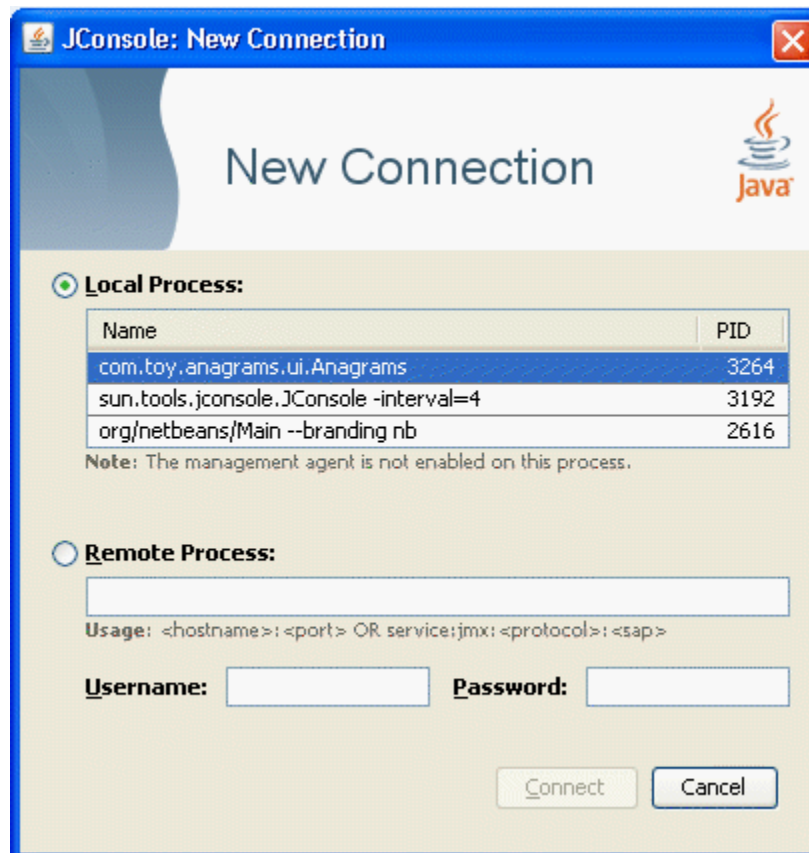 JConsole: New Connection
New Connection
Java
Local Process:
Name PID
com.toy.anagrams.ui.Anagrams 3264
sun.tools.jconsole.JConsole -interval=4 3192
org/netbeans/Main --branding nb 2616
Note: The management agent is not enabled on this process.
Remote Process:
Usage: <hostname>:<port> OR service:jmx:<protocol>:<sap>
Username: Password:
Connect Cancel